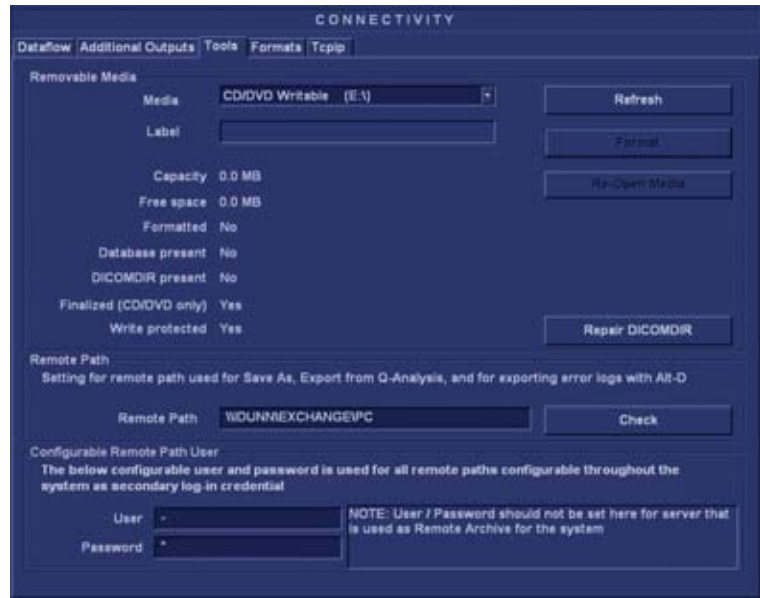 CONNECTIVITY
Dataflow Additional Outputs Tools Formats Tcpip
Removable Media
Media CD/DVD Writable (E:\) Refresh
Label Format
Capacity 0.0 MB Re-Open Media
Free space 0.0 MB
Formatted No
Database present No
DICOMDIR present No
Finalized (CD/DVD only) Yes
Write protected Yes Repair DICOMDIR
Remote Path
Setting for remote path used for Save As, Export from Q-Analysis, and for exporting error logs with Alt-D
Remote Path \\DUNN\EXCHANGE\PC Check
Configurable Remote Path User
The below configurable user and password is used for all remote paths configurable throughout the
system as secondary log-in credential
User
Password *
NOTE: User / Password should not be set here for server that
is used as Remote Archive for the system